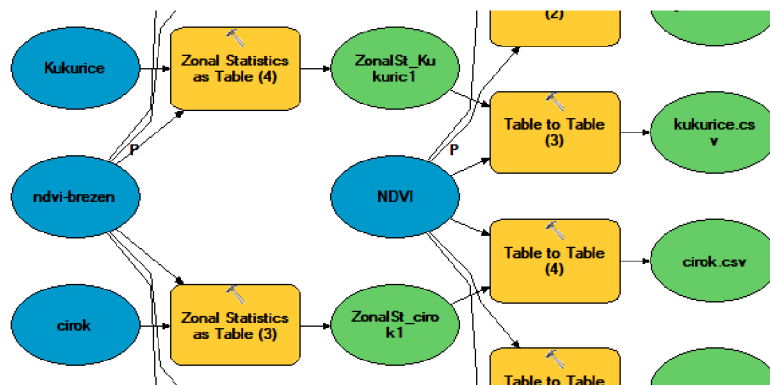 (2)
Kukurice
Zonal Statistics
as Table (4)
ZonalSt_Ku
kuric1
Table to Table
(3)
kukurice.cs
v
P
P
ndvi-brezen
NDVI
Table to Table
(4)
cirok.csv
cirok
Zonal Statistics
as Table (3)
ZonalSt_ciro
k1
Table to Table